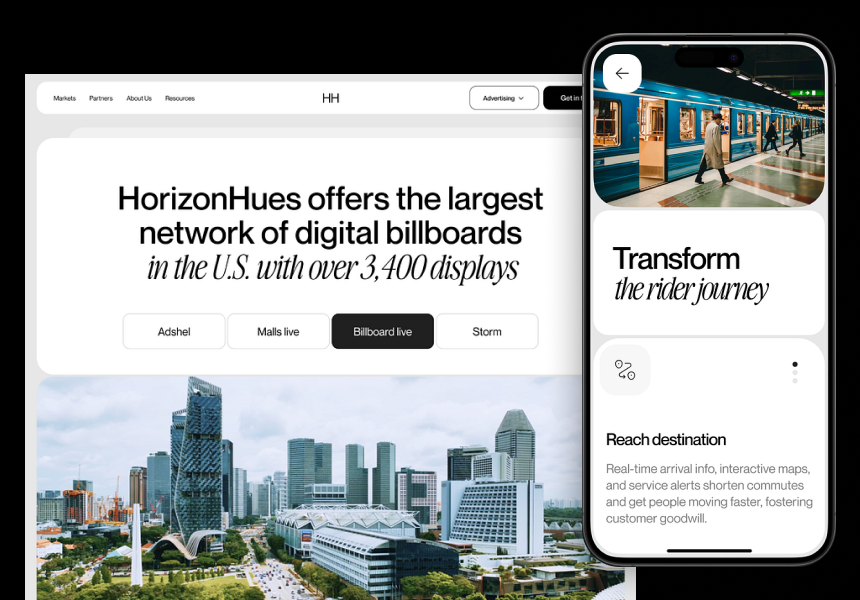 Markets Partners About Us Resources
HH
Advertising
Get in
HorizonHues offers the largest
network of digital billboards
in the U.S. with over 3,400 displays
Adshel
Malls live
Billboard live
Storm
Transform
the rider journey
Reach destination
Real-time arrival info, interactive maps,
and service alerts shorten commutes
and get people moving faster, fostering
customer goodwill.